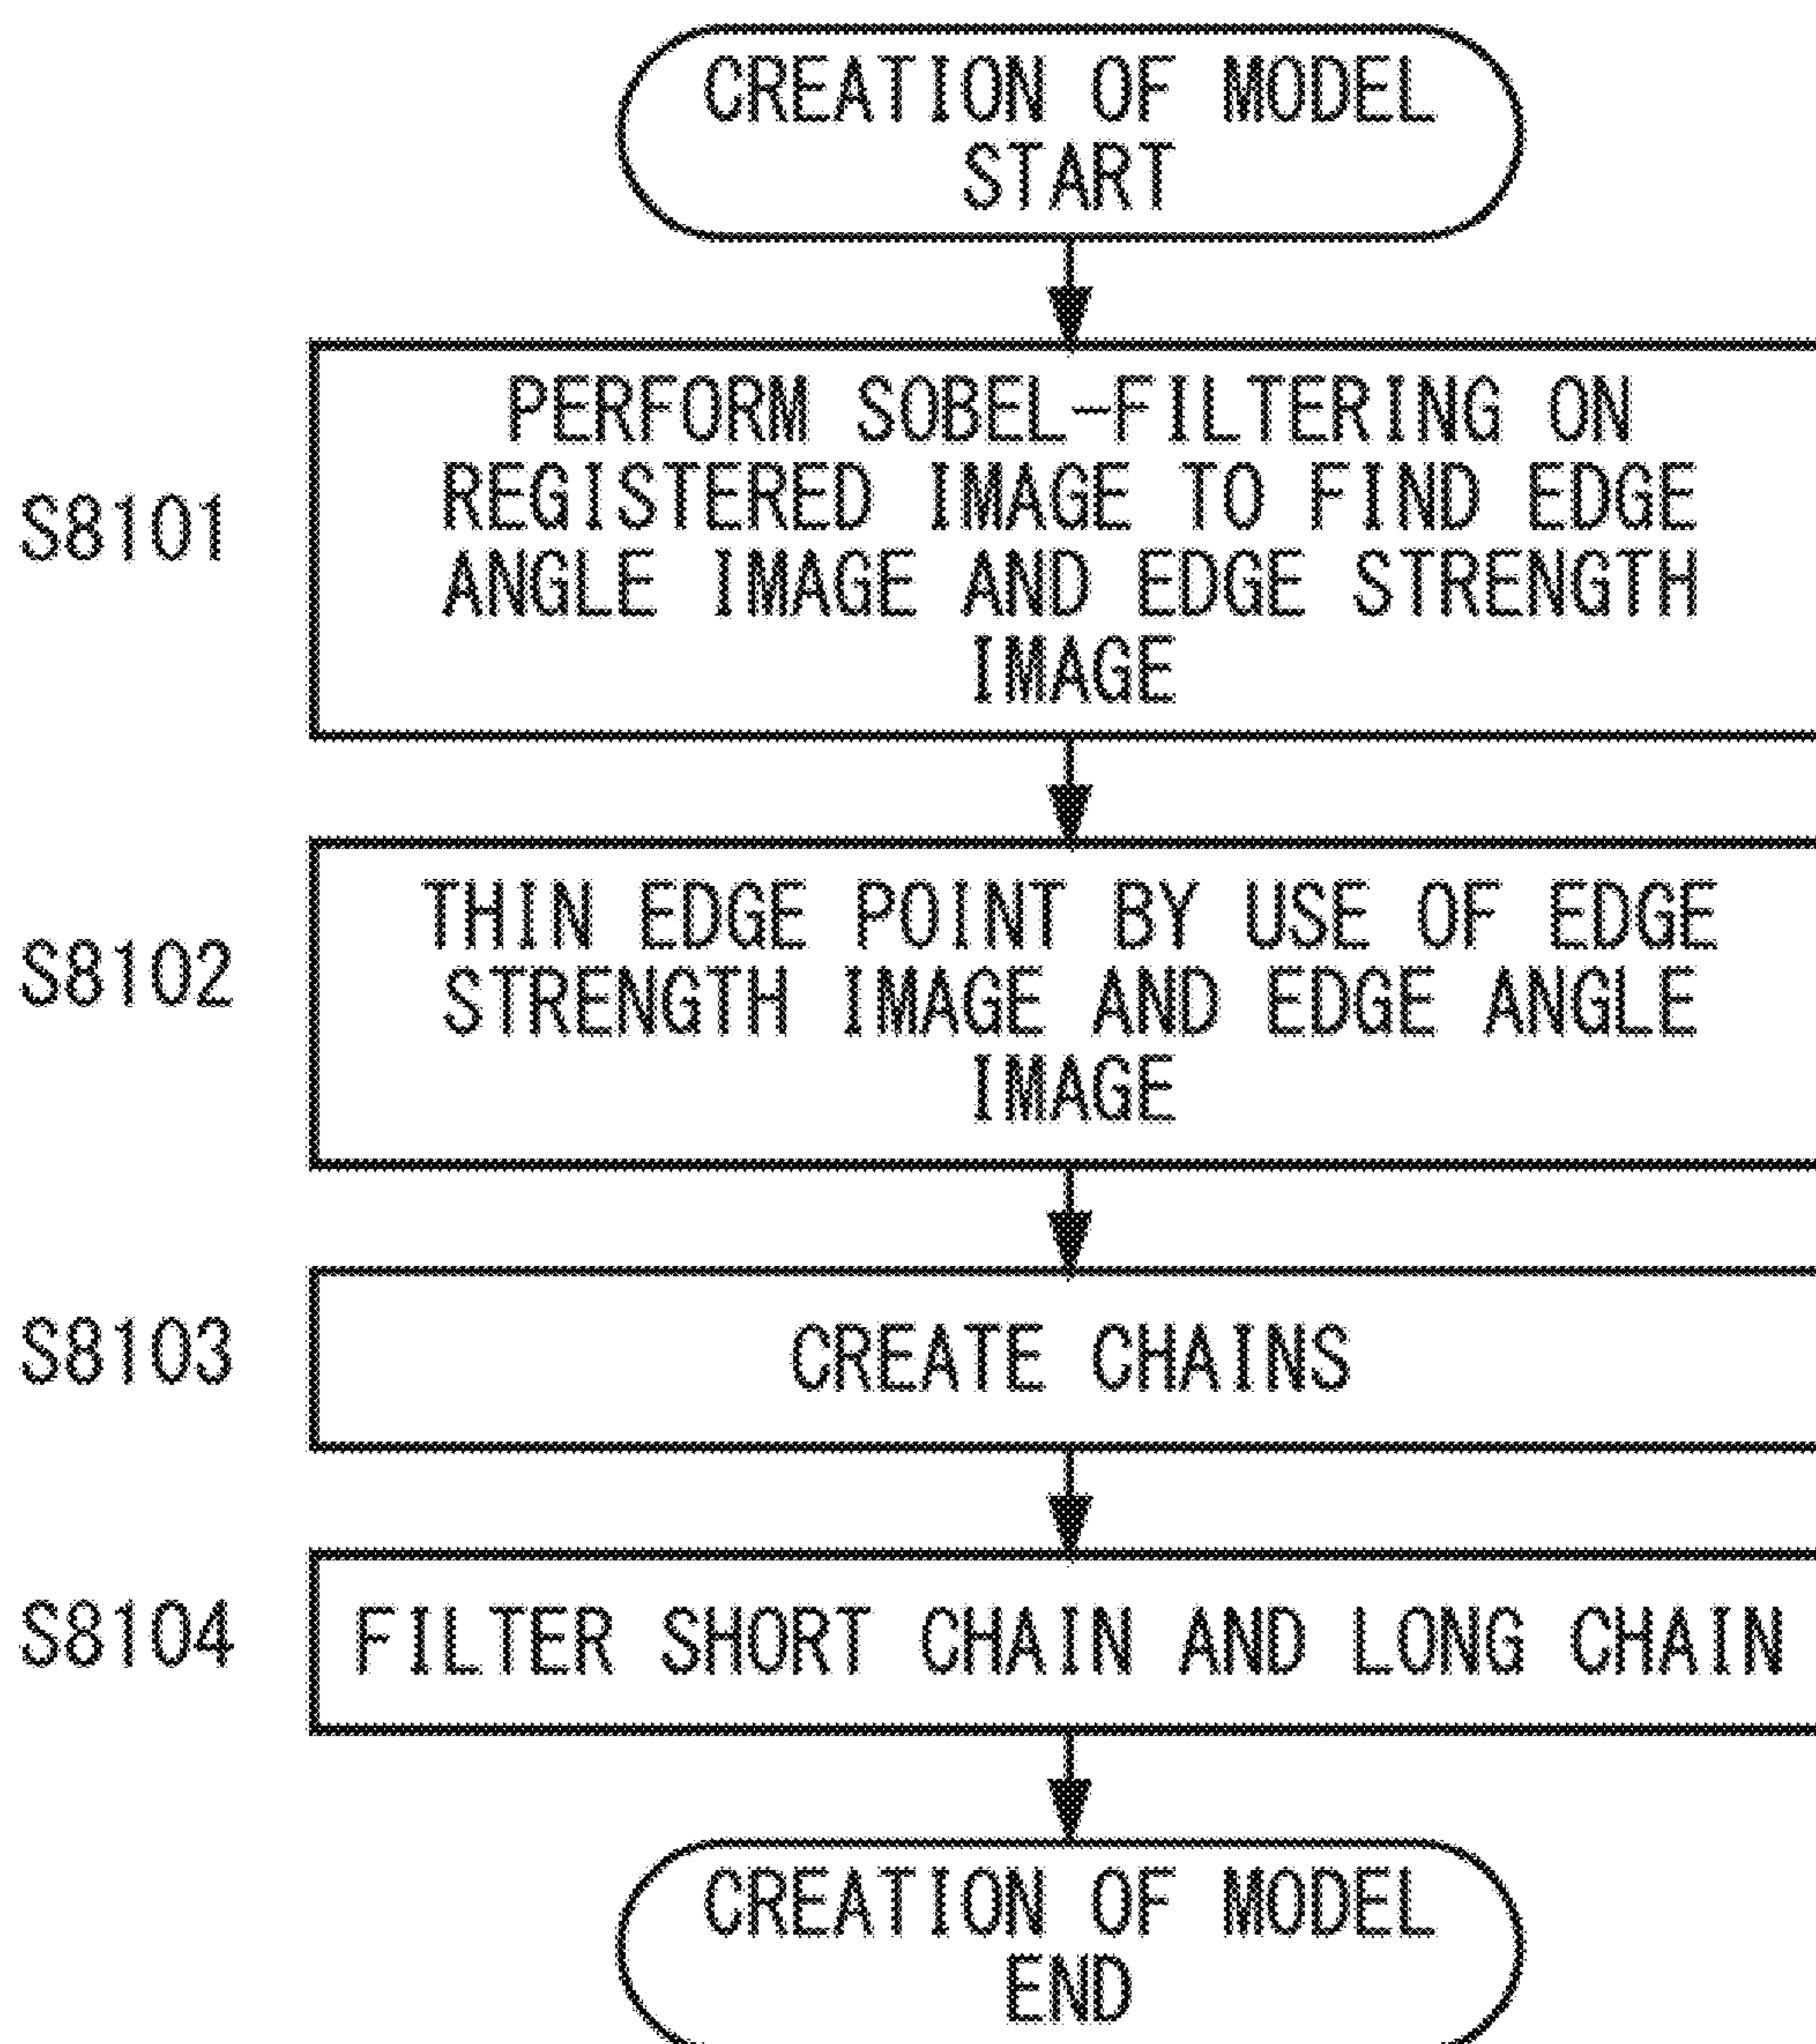 CREATION OF MODEL
START
S8101
PERFORM SOBEL-FILTERING ON
REGISTERED IMAGE TO FIND EDGE
ANGLE IMAGE AND EDGE STRENGTH
IMAGE
S8102
THIN EDGE POINT BY USE OF EDGE
STRENGTH IMAGE AND EDGE ANGLE
IMAGE
S8103
CREATE CHAINS
S8104
FILTER SHORT CHAIN AND LONG CHAIN
CREATION OF MODEL
END